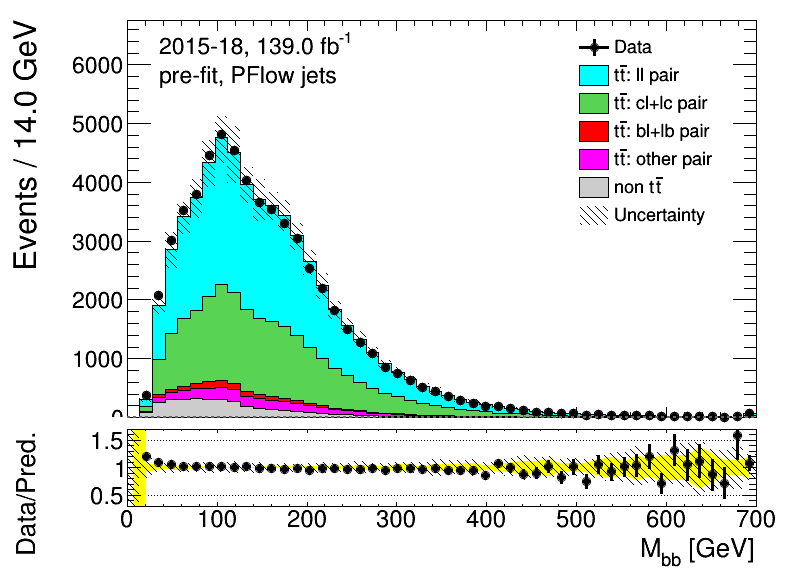 2015-18, 139.0 fb-1
pre-fit, PFlow jets
Data
tt̄: ll pair
tt̄: cl+lc pair
tt̄: bl+lb pair
tt̄: other pair
non tt̄
Uncertainty
Events / 14.0 GeV
6000
5000
4000
3000
2000
1000
0
Data/Pred.
1.5
1
0.5
0 100 200 300 400 500 600 700
Mbb [GeV]